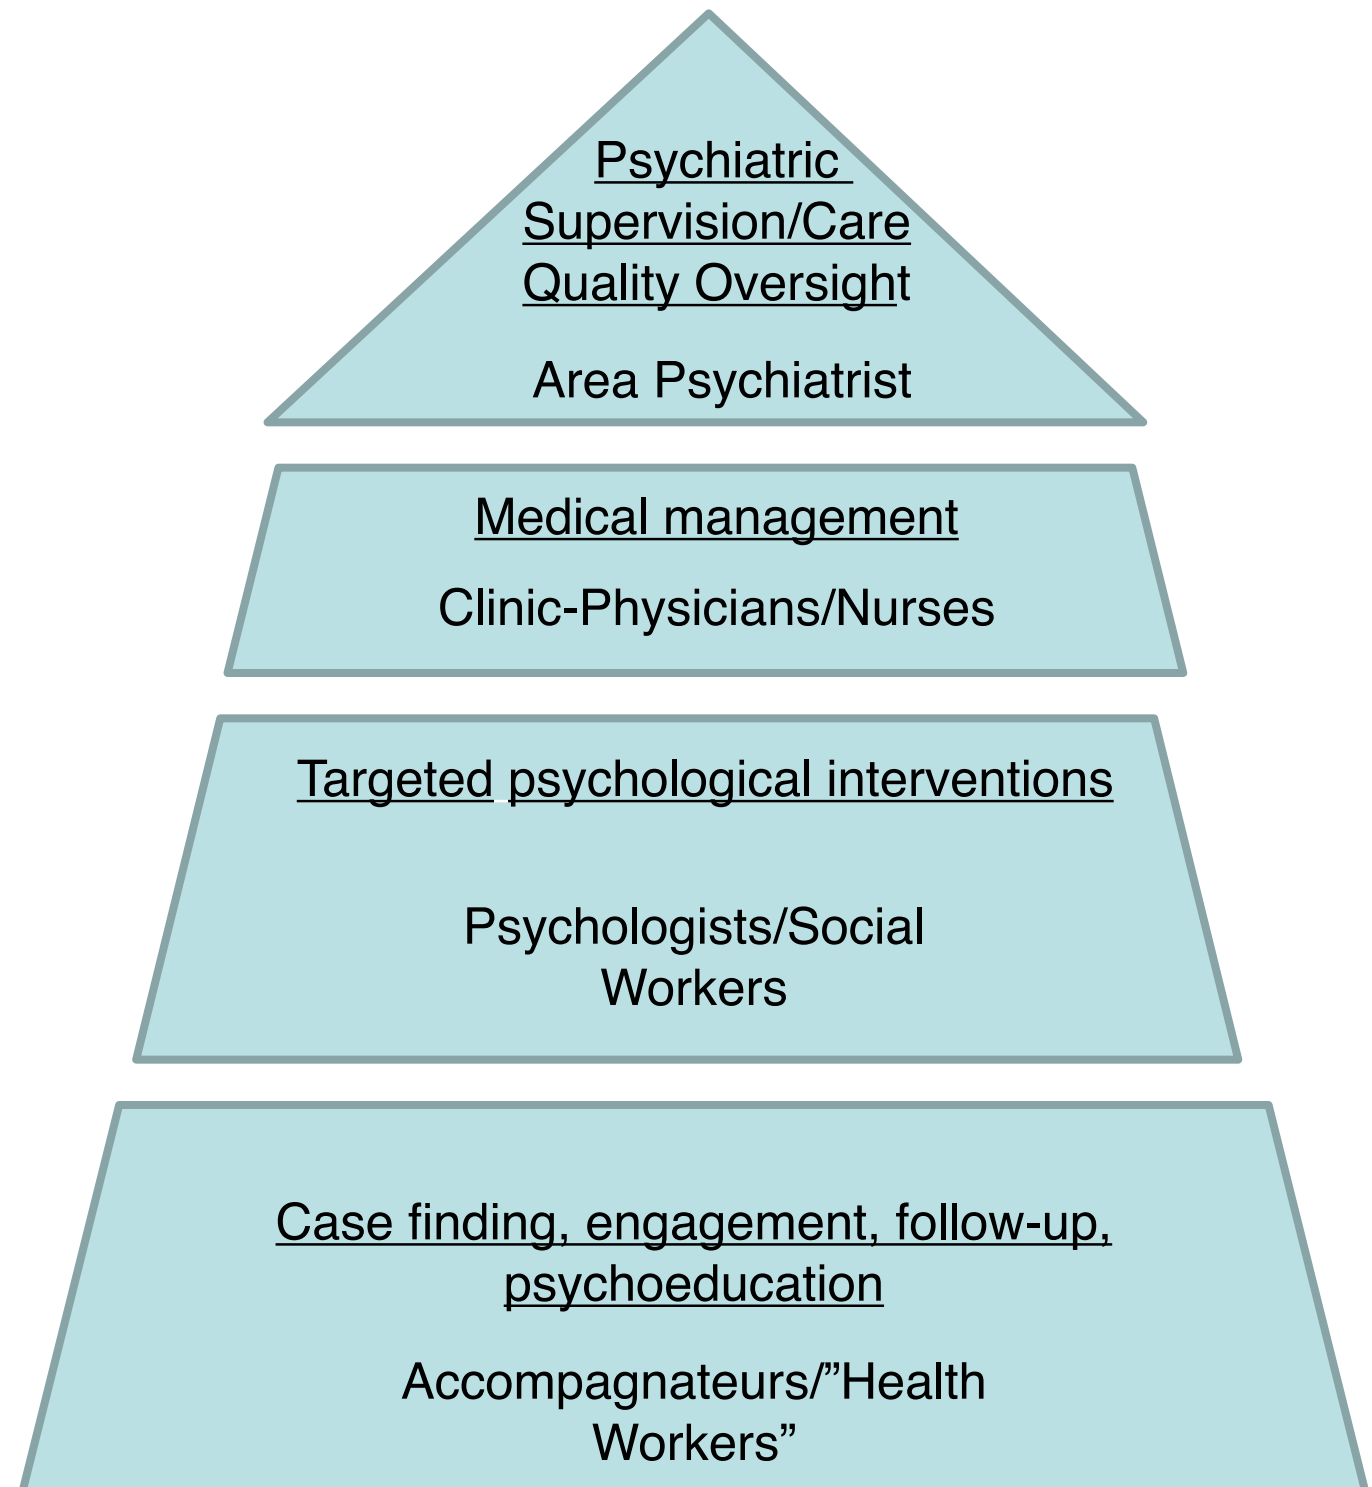 Psychiatric
Supervision/Care
Quality Oversight
Area Psychiatrist
Medical management
Clinic-Physicians/Nurses
Targeted psychological interventions
Psychologists/Social
Workers
Case finding, engagement, follow-up,
psychoeducation
Accompagnateurs/”Health
Workers”